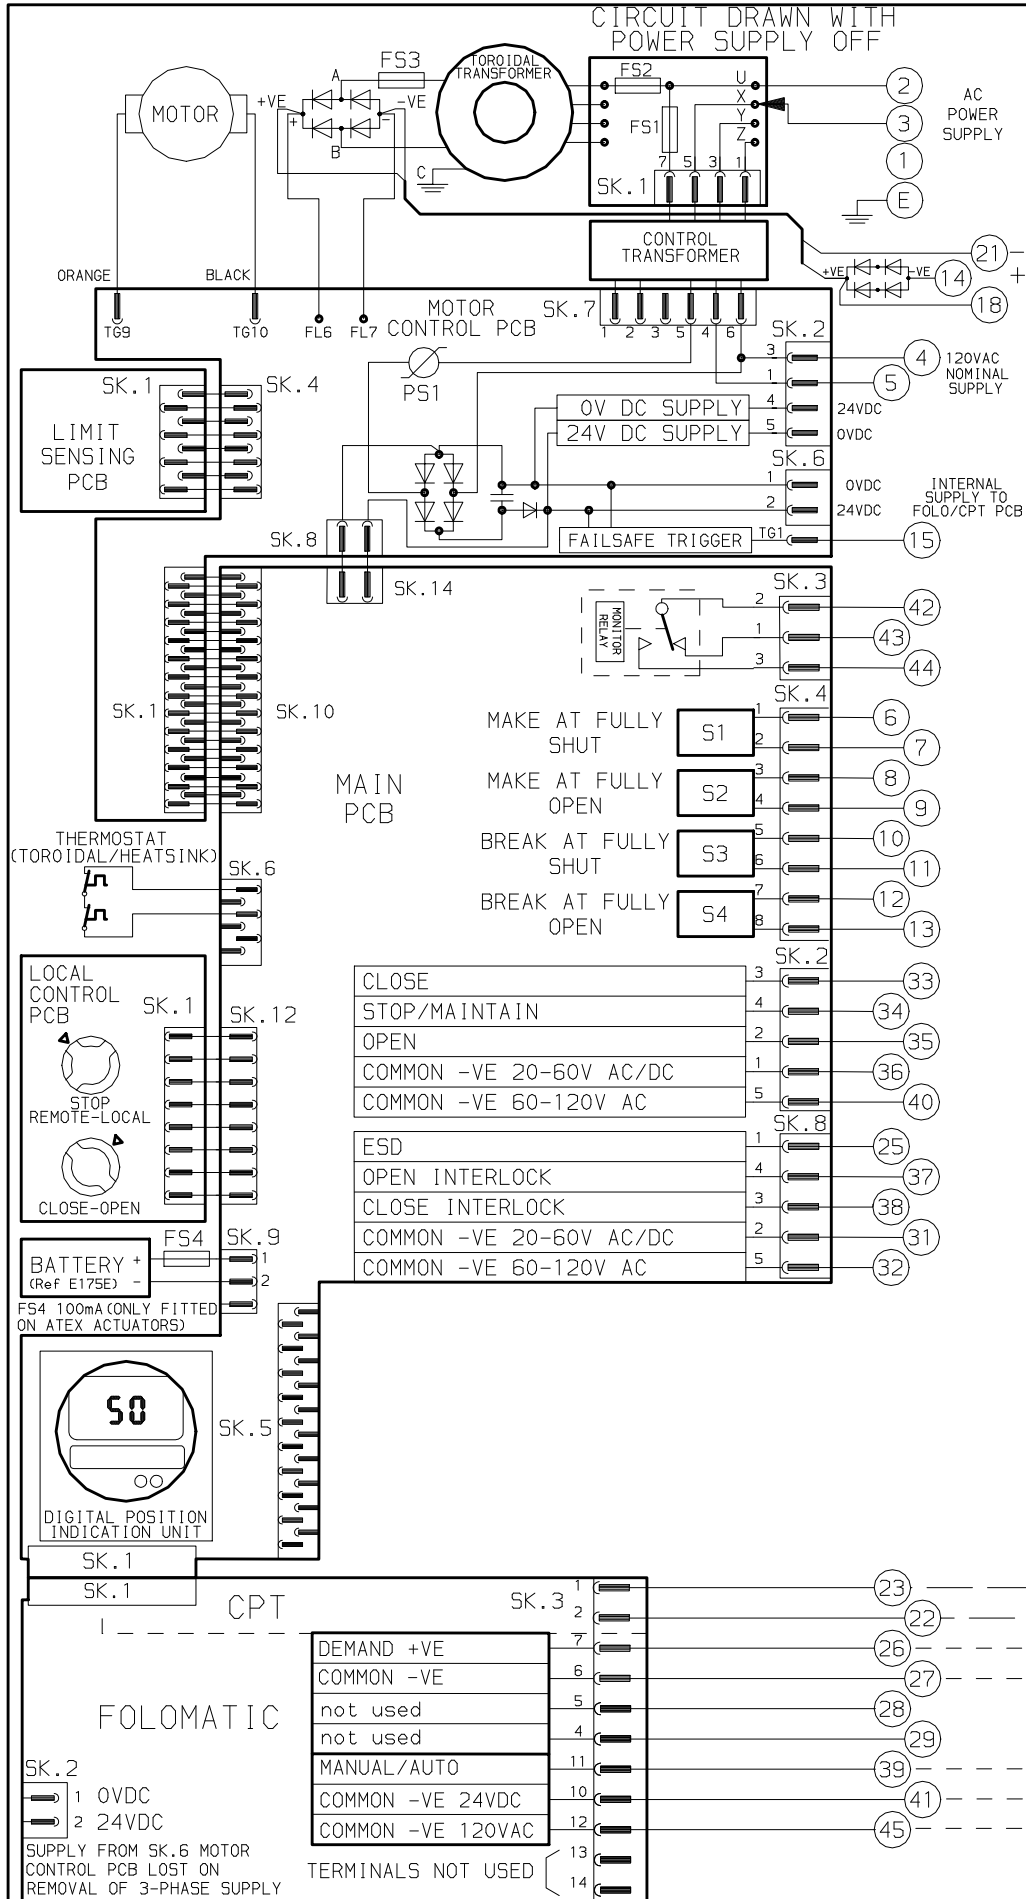 CIRCUIT DRAWN WITH
POWER SUPPLY OFF
MOTOR
A
FS3
TOROIDAL
TRANSFORMER
+VE
-VE
+
-
B
C
FS2
FS1
U
X
Y
Z
7 5 3 1
SK.1
2
3
1
E
AC
POWER
SUPPLY
CONTROL
TRANSFORMER
21 -
+
+VE
-VE
14
18
ORANGE
BLACK
TG9
TG10
FL6
FL7
MOTOR
CONTROL PCB
SK.7
1 2 3 5 4 6
PS1
SK.2
3
1
4
5
4
5
120VAC
NOMINAL
SUPPLY
24VDC
0VDC
0V DC SUPPLY
24V DC SUPPLY
SK.6
1
2
0VDC
24VDC
INTERNAL
SUPPLY TO
FOLO/CPT PCB
FAILSAFE TRIGGER
TG1
15
SK.1
SK.4
LIMIT
SENSING
PCB
SK.8
SK.14
SK.1
SK.10
MAIN
PCB
MONITOR
RELAY
SK.3
2
1
3
42
43
44
SK.4
MAKE AT FULLY
SHUT
S1
1
2
6
7
MAKE AT FULLY
OPEN
S2
3
4
8
9
BREAK AT FULLY
SHUT
S3
5
6
10
11
BREAK AT FULLY
OPEN
S4
7
8
12
13
THERMOSTAT
(TOROIDAL/HEATSINK)
SK.6
SK.2
CLOSE 3 33
STOP/MAINTAIN 4 34
OPEN 2 35
COMMON -VE 20-60V AC/DC 1 36
COMMON -VE 60-120V AC 5 40
SK.8
ESD 1 25
OPEN INTERLOCK 4 37
CLOSE INTERLOCK 3 38
COMMON -VE 20-60V AC/DC 2 31
COMMON -VE 60-120V AC 5 32
LOCAL
CONTROL
PCB
SK.1
SK.12
STOP
REMOTE-LOCAL
CLOSE-OPEN
BATTERY
(Ref E175E)
+
-
FS4
SK.9
1
2
FS4 100mA(ONLY FITTED
ON ATEX ACTUATORS)
50
SK.5
DIGITAL POSITION
INDICATION UNIT
SK.1
SK.1
CPT
SK.3
1 23
2 22
DEMAND +VE 7 26
COMMON -VE 6 27
not used 5 28
not used 4 29
MANUAL/AUTO 11 39
COMMON -VE 24VDC 10 41
COMMON -VE 120VAC 12 45
TERMINALS NOT USED
13
14
FOLOMATIC
SK.2
1 0VDC
2 24VDC
SUPPLY FROM SK.6 MOTOR
CONTROL PCB LOST ON
REMOVAL OF 3-PHASE SUPPLY